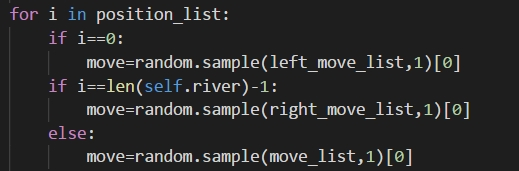 for i in position_list:
    if i==0:
        move=random.sample(left_move_list,1)[0]
    if i==len(self.river)-1:
        move=random.sample(right_move_list,1)[0]
    else:
        move=random.sample(move_list,1)[0]